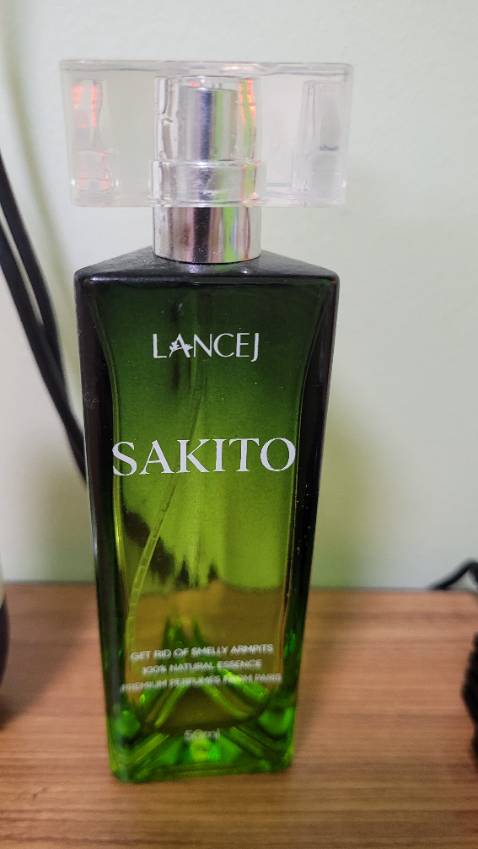 LANCEJ
SAKITO
GET RID OF SMELLY ARMPITS
100% NATURAL ESSENCE
PREMIUM PERFUMES FROM PARIS
50ml